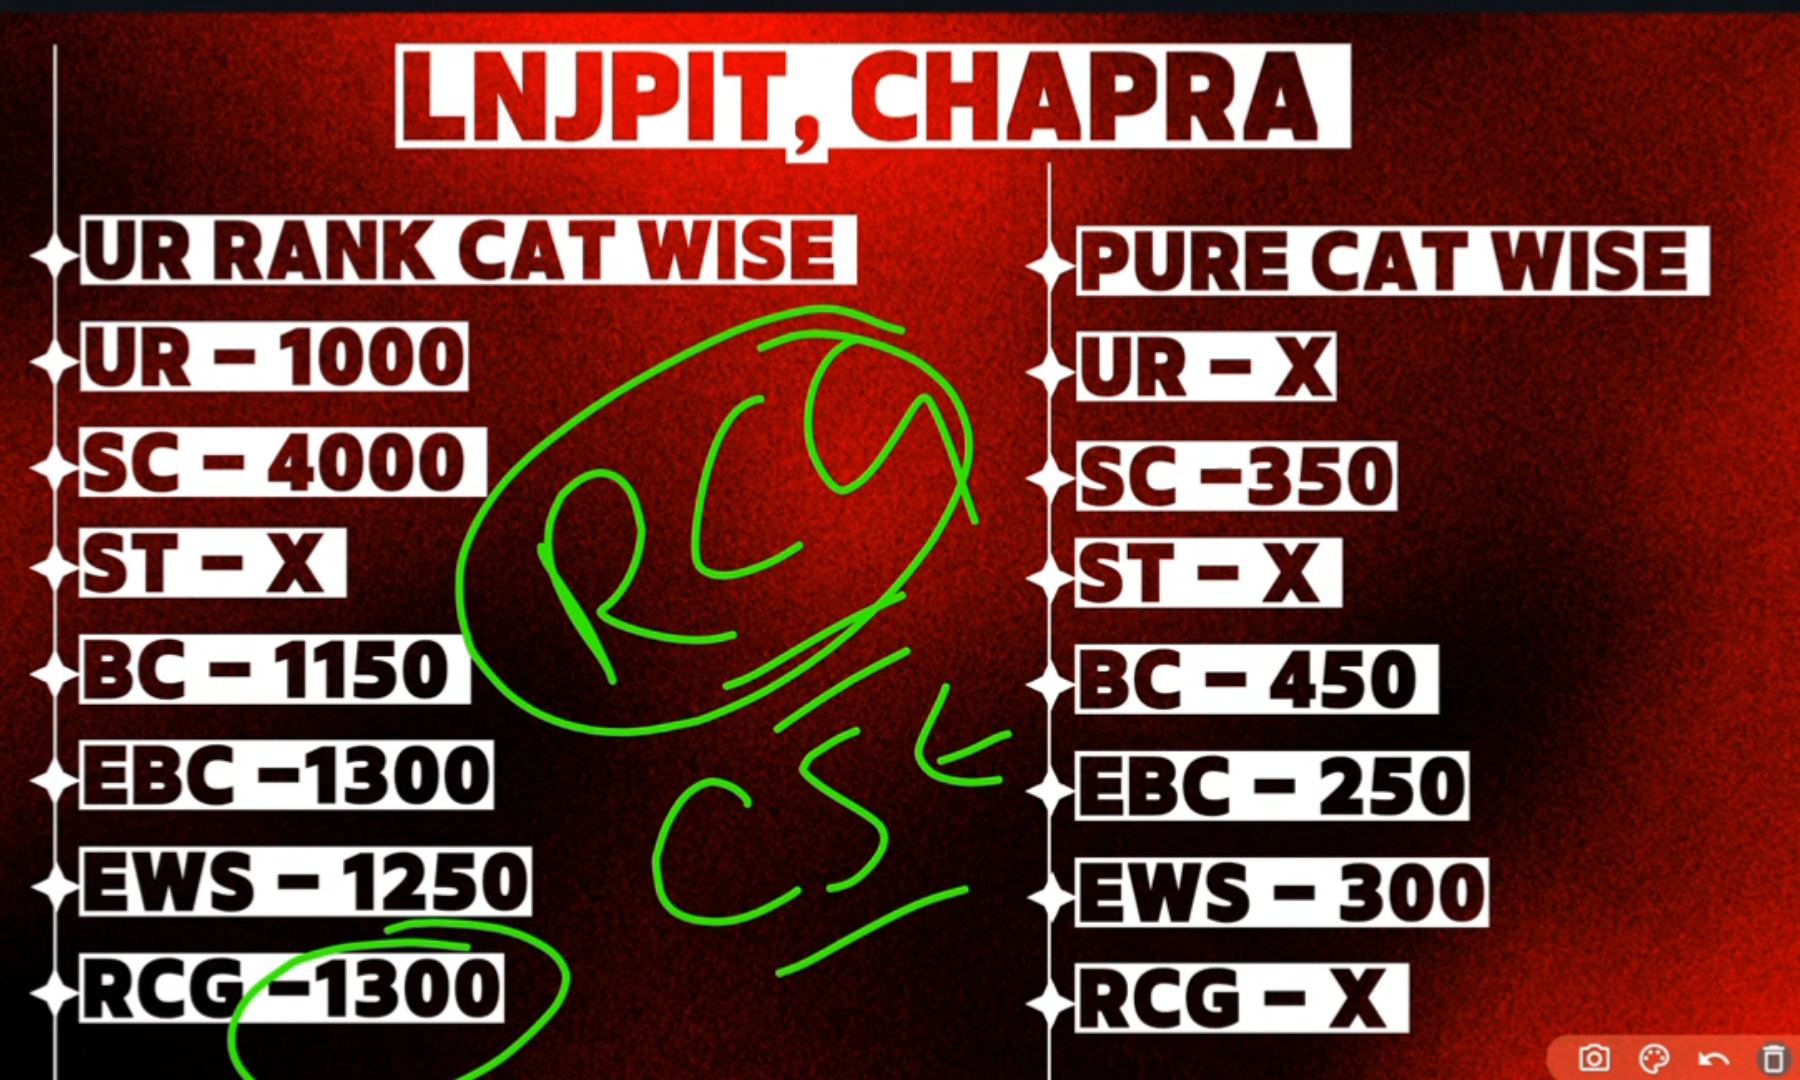 LNJPIT, CHAPRA
UR RANK CAT WISE
UR - 1000
SC - 4000
ST - X
BC - 1150
EBC -1300
EWS - 1250
RCG -1300
RCG
CSE
PURE CAT WISE
UR - X
SC -350
ST - X
BC - 450
EBC - 250
EWS - 300
RCG - X